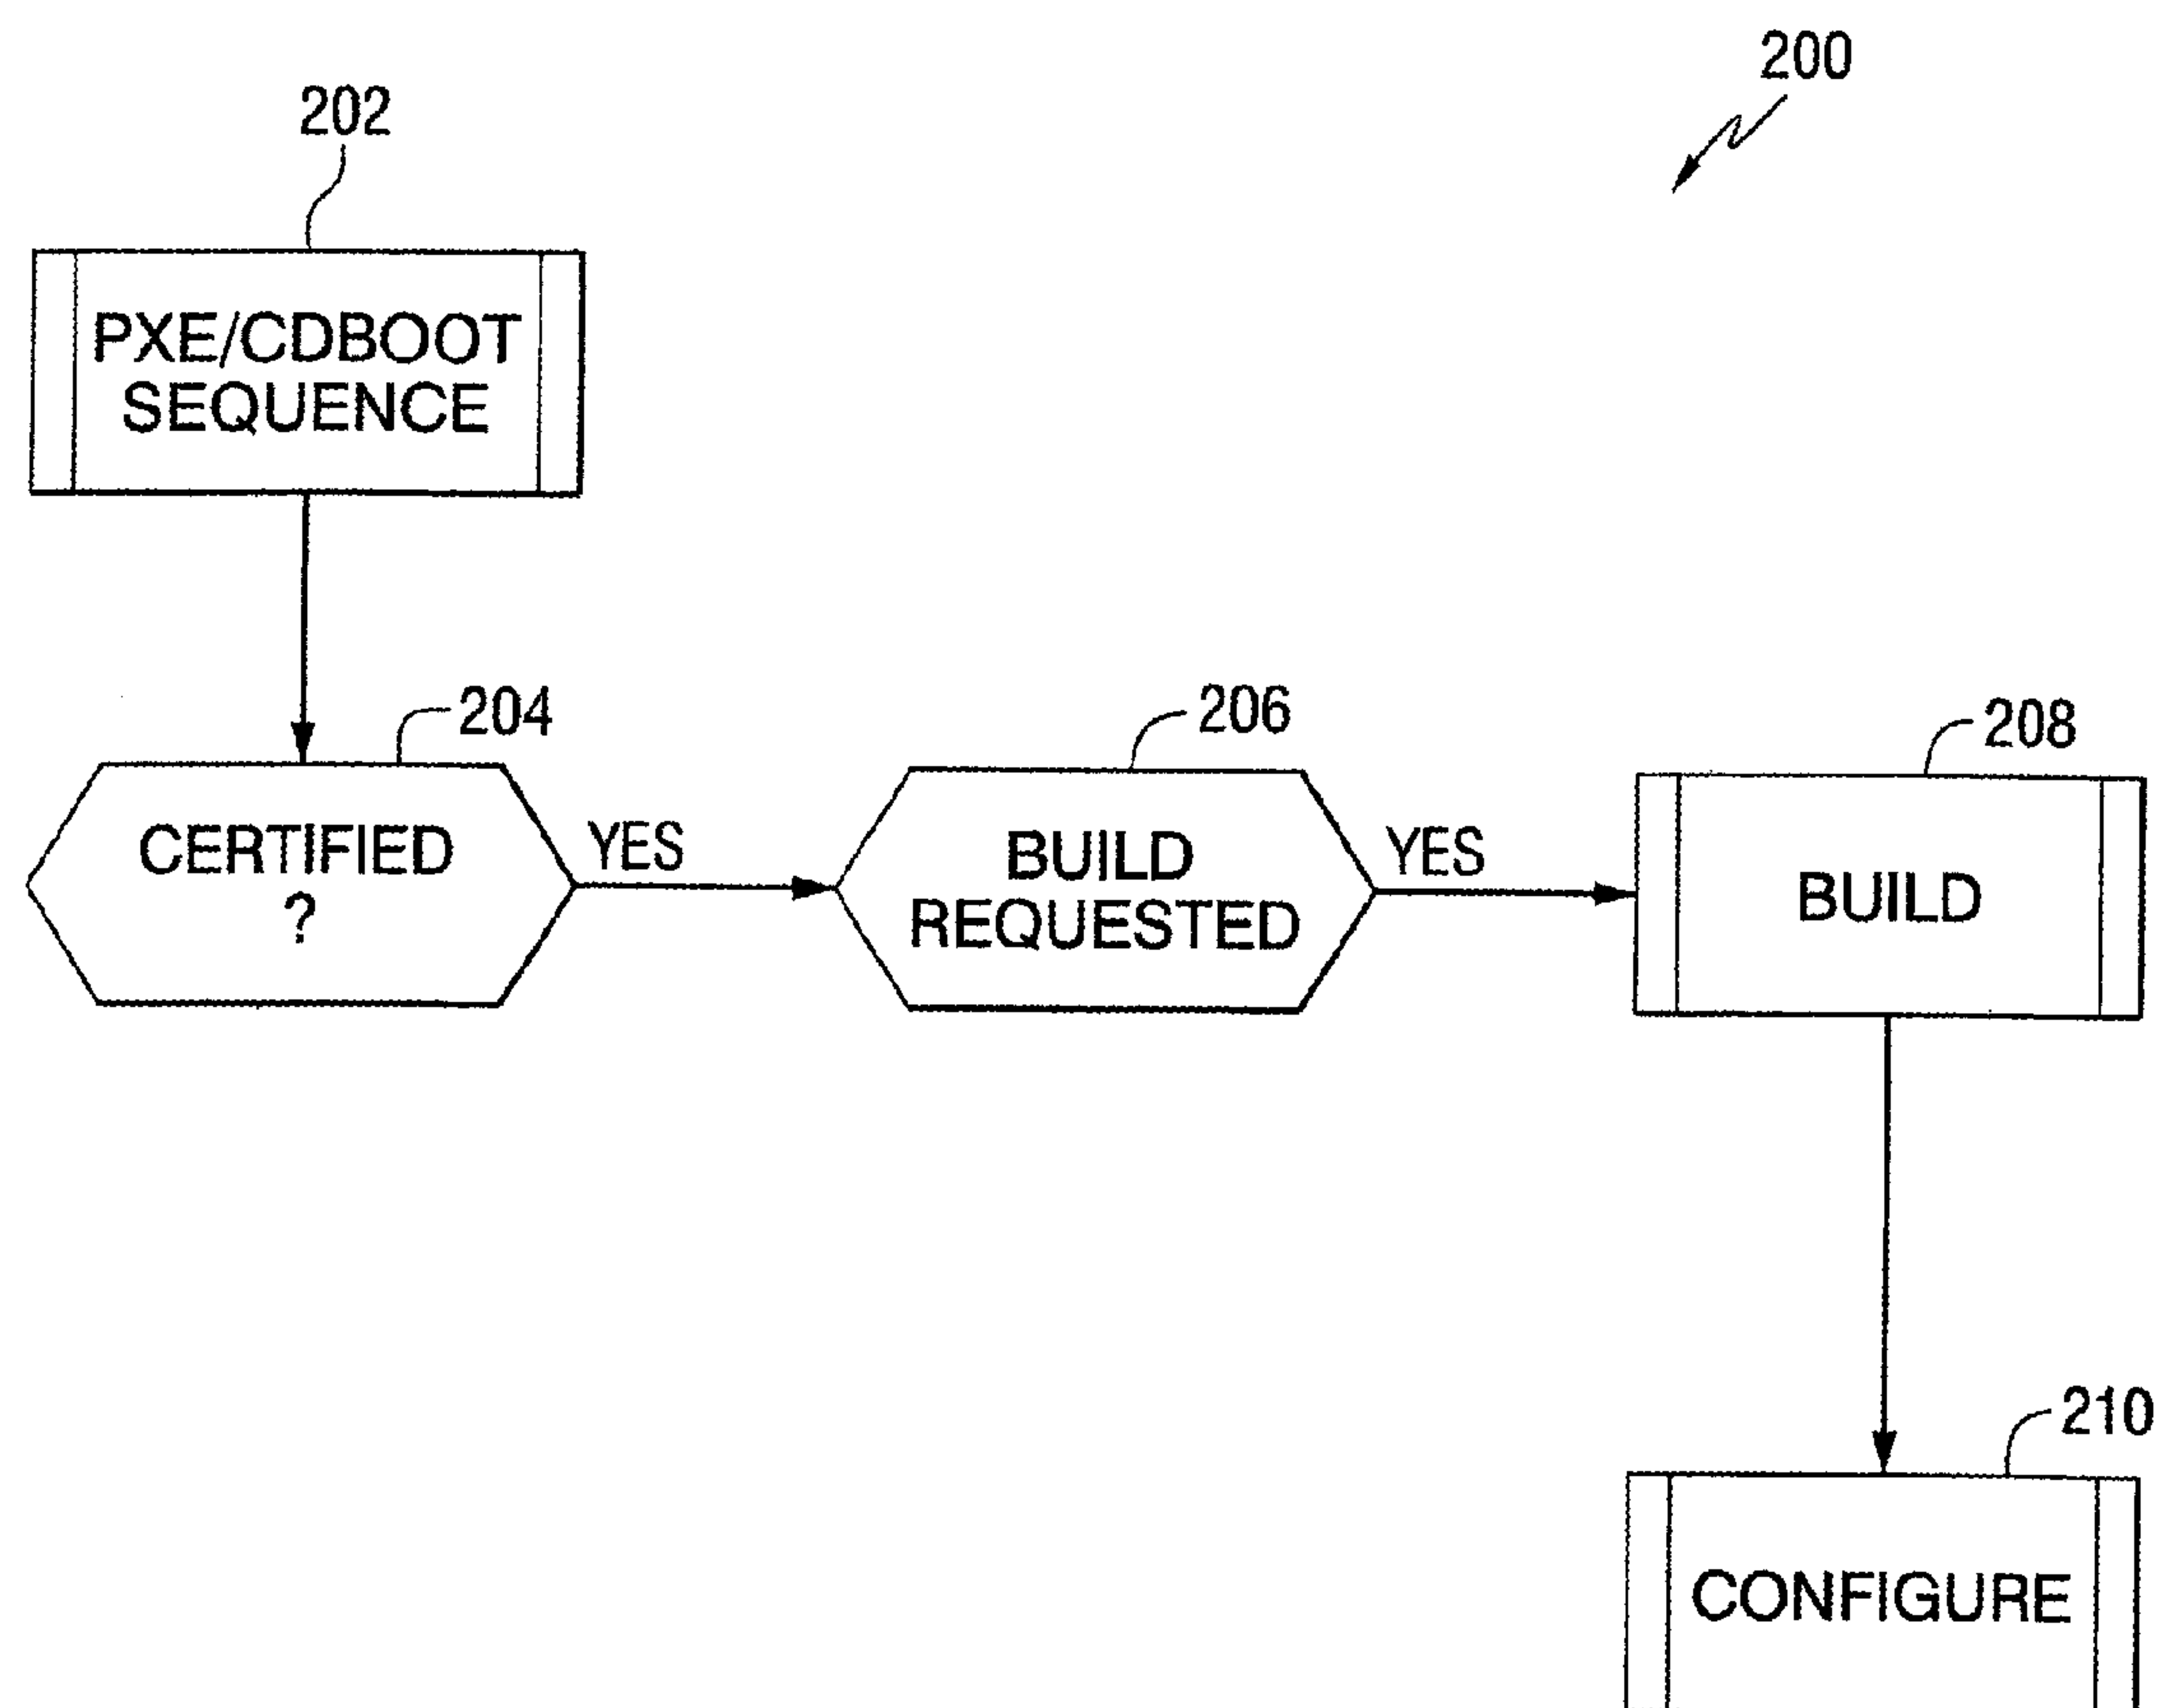 200
202
PXE/CDBOOT
SEQUENCE
204
206
208
CERTIFIED
?
YES
BUILD
REQUESTED
YES
BUILD
210
CONFIGURE